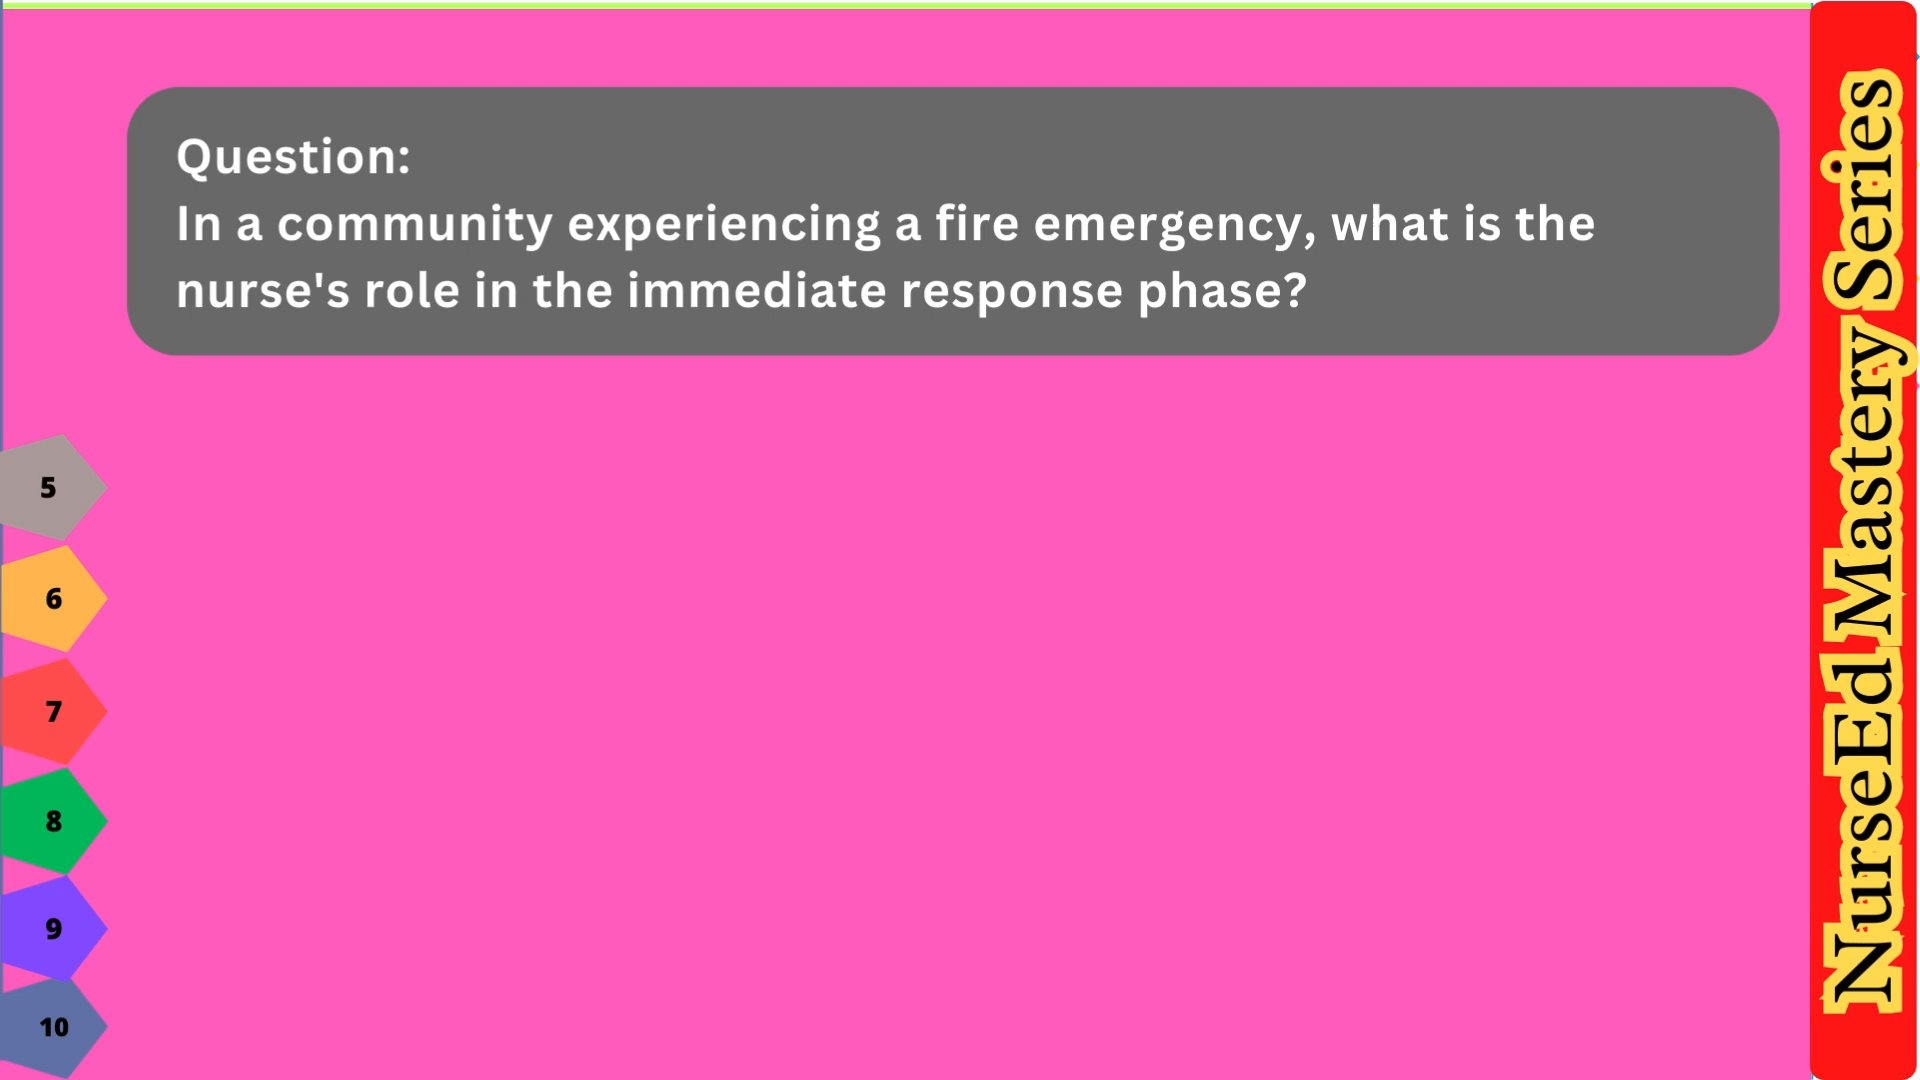 Question:
In a community experiencing a fire emergency, what is the
nurse's role in the immediate response phase?
5
6
7
8
9
10
NurseEd Mastery Series